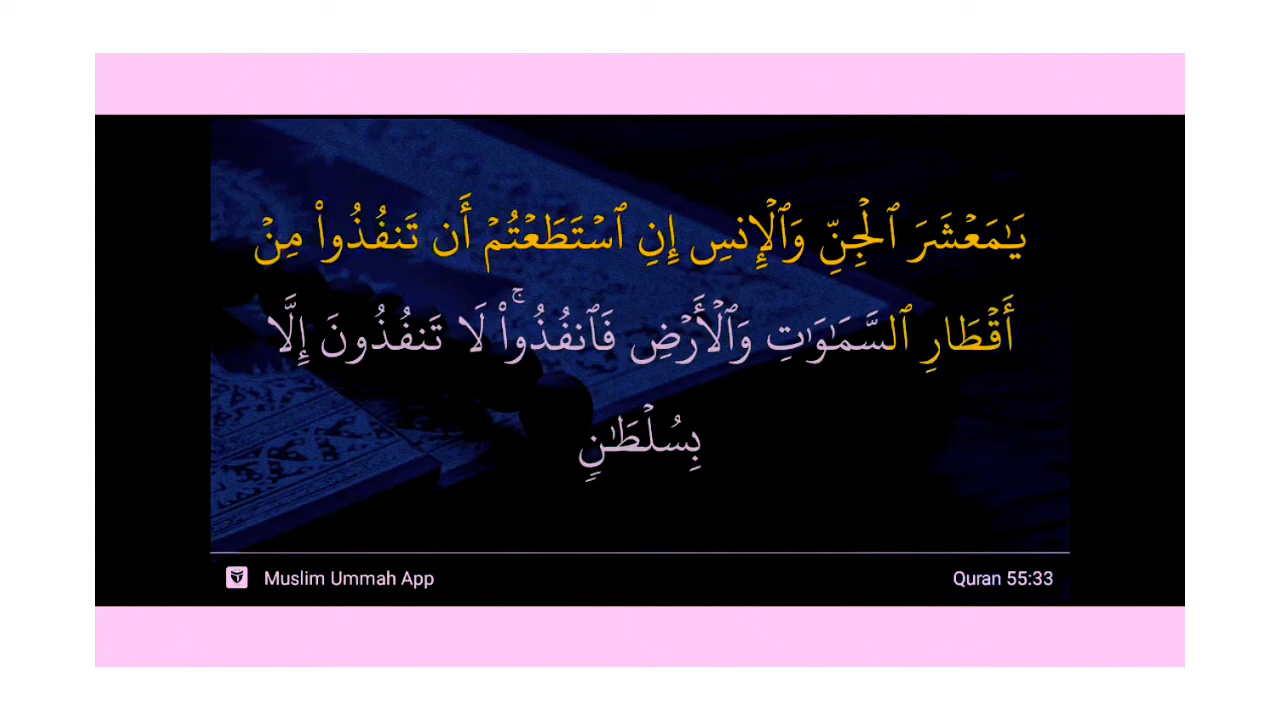 يَـٰمَعْشَرَ ٱلْجِنِّ وَٱلْإِنسِ إِنِ ٱسْتَطَعْتُمْ أَن تَنفُذُوا۟ مِنْ
أَقْطَارِ ٱلسَّمَـٰوَٰتِ وَٱلْأَرْضِ فَٱنفُذُوا۟ ۚ لَا تَنفُذُونَ إِلَّا
بِسُلْطَـٰنٍ
Muslim Ummah App
Quran 55:33